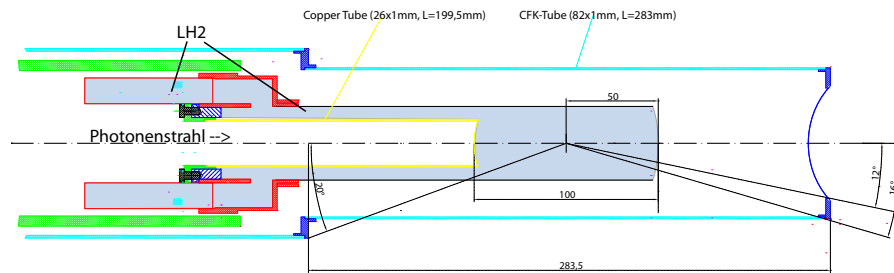 Copper Tube (26x1mm, L=199,5mm)
CFK-Tube (82x1mm, L=283mm)
LH2
50
Photonenstrahl -->
20°
12°
16°
100
283,5